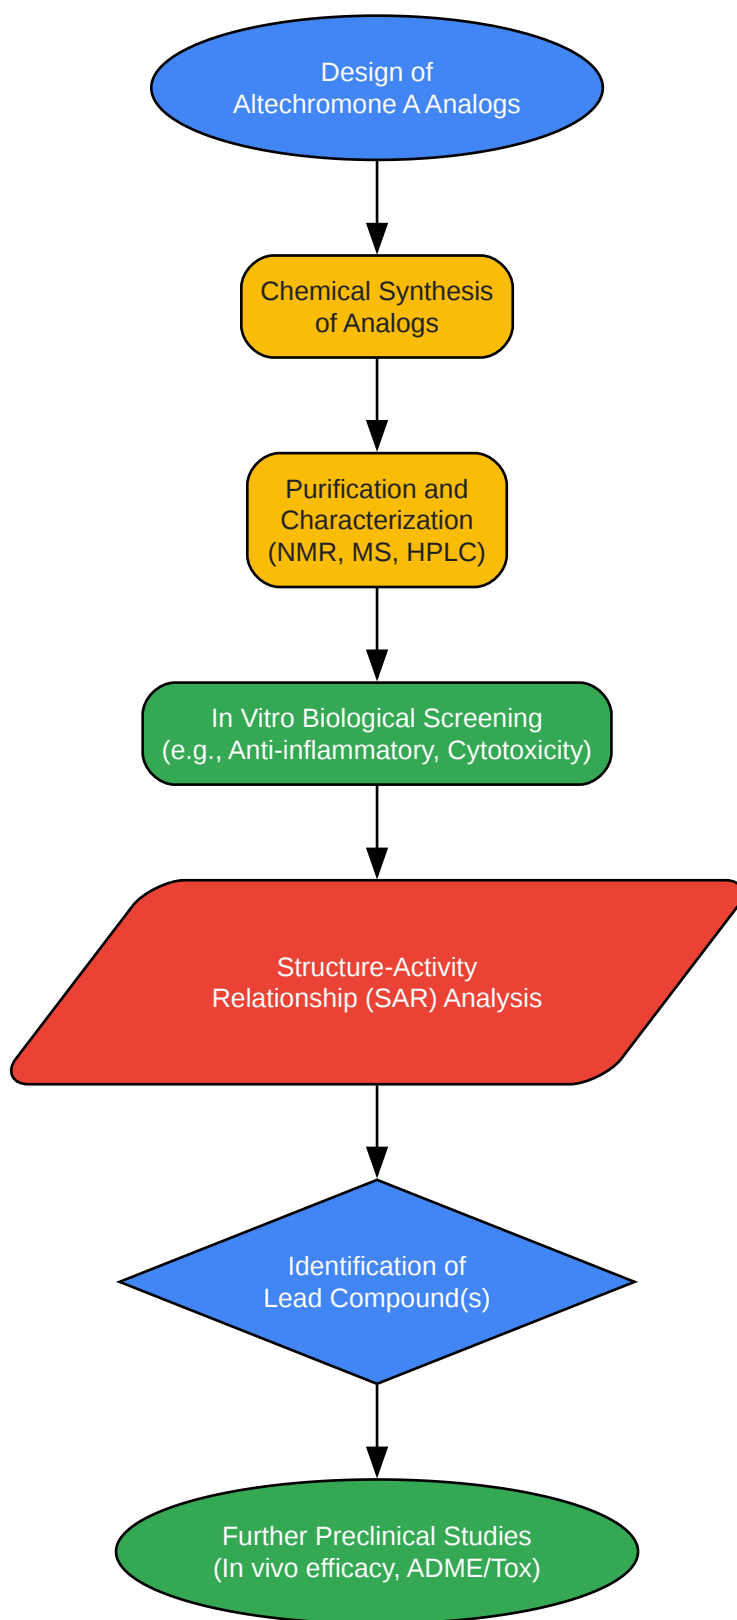 Design of
Altechromone A Analogs
Chemical Synthesis
of Analogs
Purification and
Characterization
(NMR, MS, HPLC)
In Vitro Biological Screening
(e.g., Anti-inflammatory, Cytotoxicity)
Structure-Activity
Relationship (SAR) Analysis
Identification of
Lead Compound(s)
Further Preclinical Studies
(In vivo efficacy, ADME/Tox)